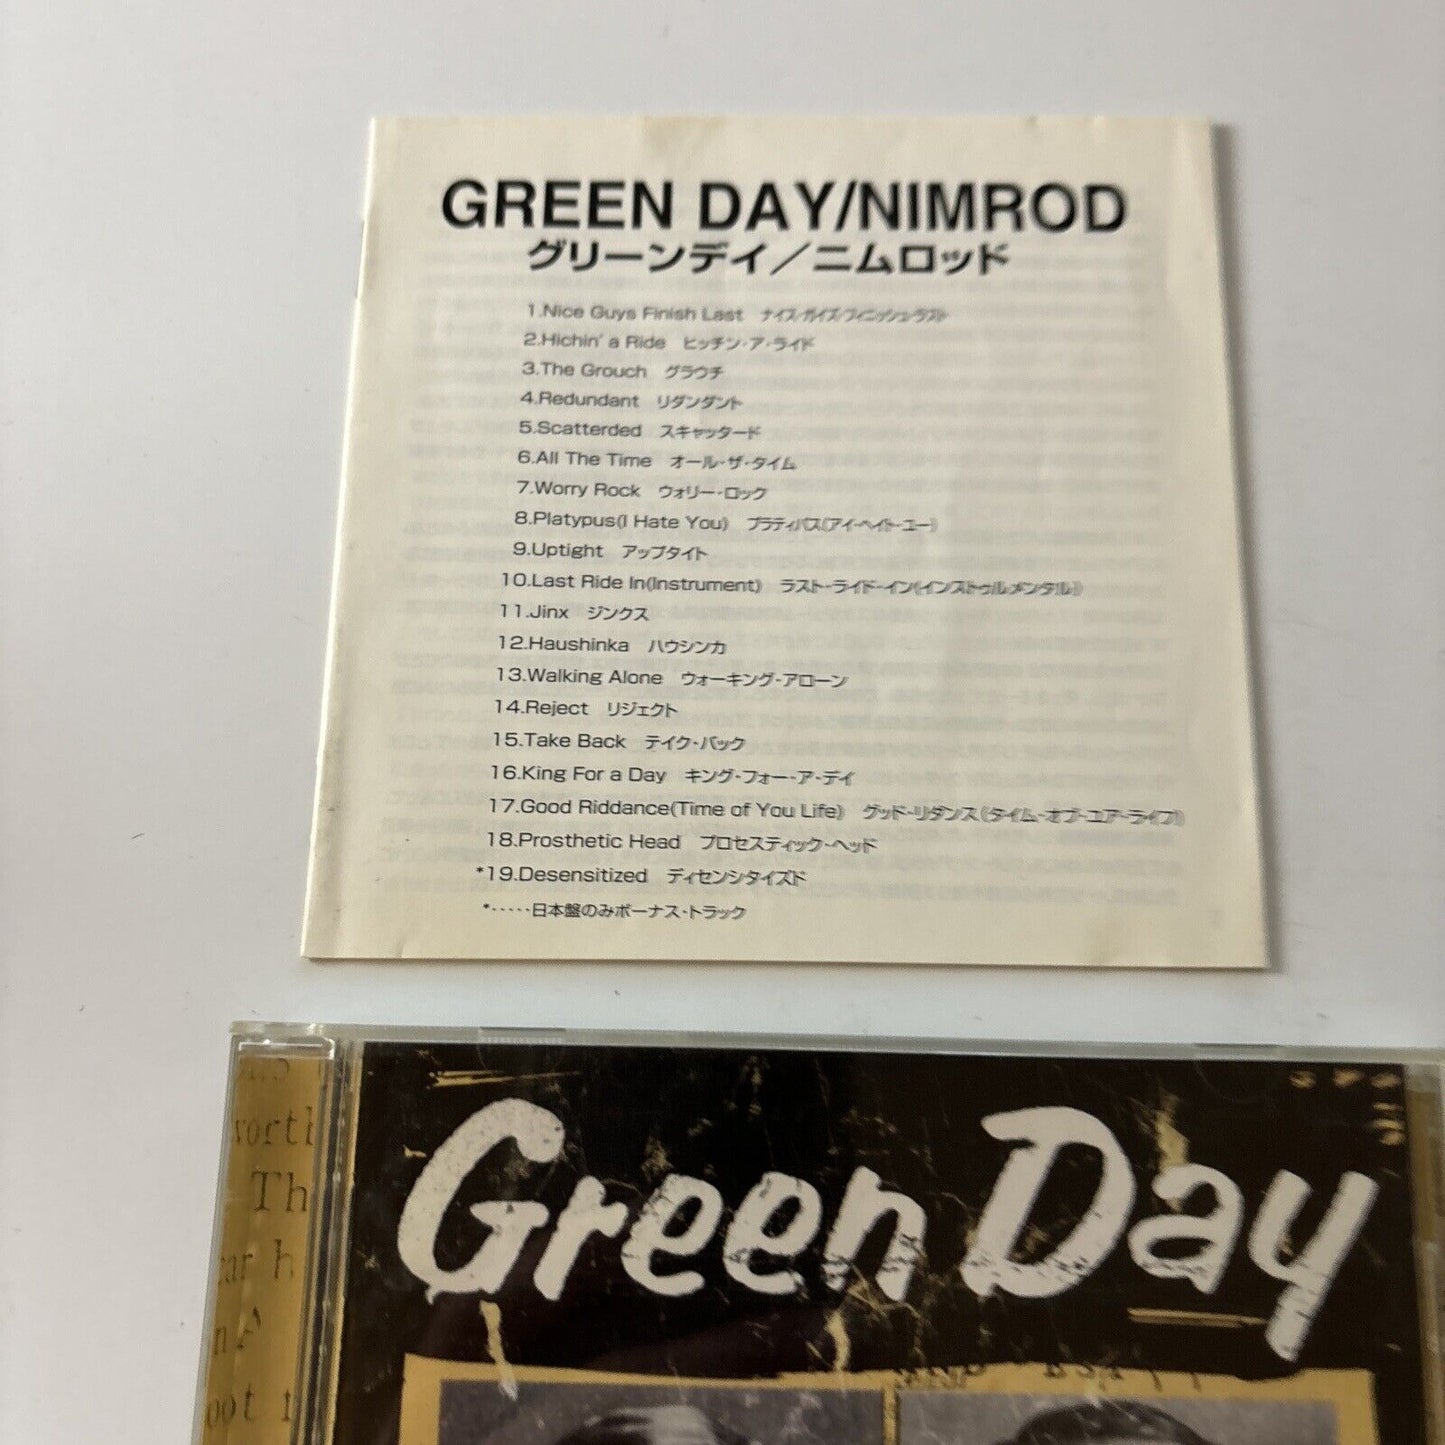 GREEN DAY/NIMROD
グリーンデイ／ニムロッド
1.Nice Guys Finish Last ナイス・ガイズ・フィニッシュ・ラスト
2.Hichin' a Ride ヒッチン・ア・ライド
3.The Grouch グラウチ
4.Redundant リダンダント
5.Scatterded スキャッタード
6.All The Time オール・ザ・タイム
7.Worry Rock ウォリー・ロック
8.Platypus(I Hate You) プラティパス(アイ・ヘイト・ユー)
9.Uptight アップタイト
10.Last Ride In(Instrument) ラスト・ライド・イン(インストゥルメンタル)
11.Jinx ジンクス
12.Haushinka ハウシンカ
13.Walking Alone ウォーキング・アローン
14.Reject リジェクト
15.Take Back テイク・バック
16.King For a Day キング・フォー・ア・デイ
17.Good Riddance(Time of You Life) グッド・リダンス(タイム・オブ・ユア・ライフ)
18.Prosthetic Head プロセスティック・ヘッド
*19.Desensitized ディセンシタイズド
*･････日本盤のみボーナス・トラック
Green Day
worth
Th
ar h
oot